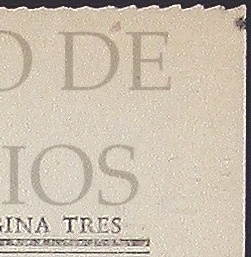 O DE
IOS
GINA TRES